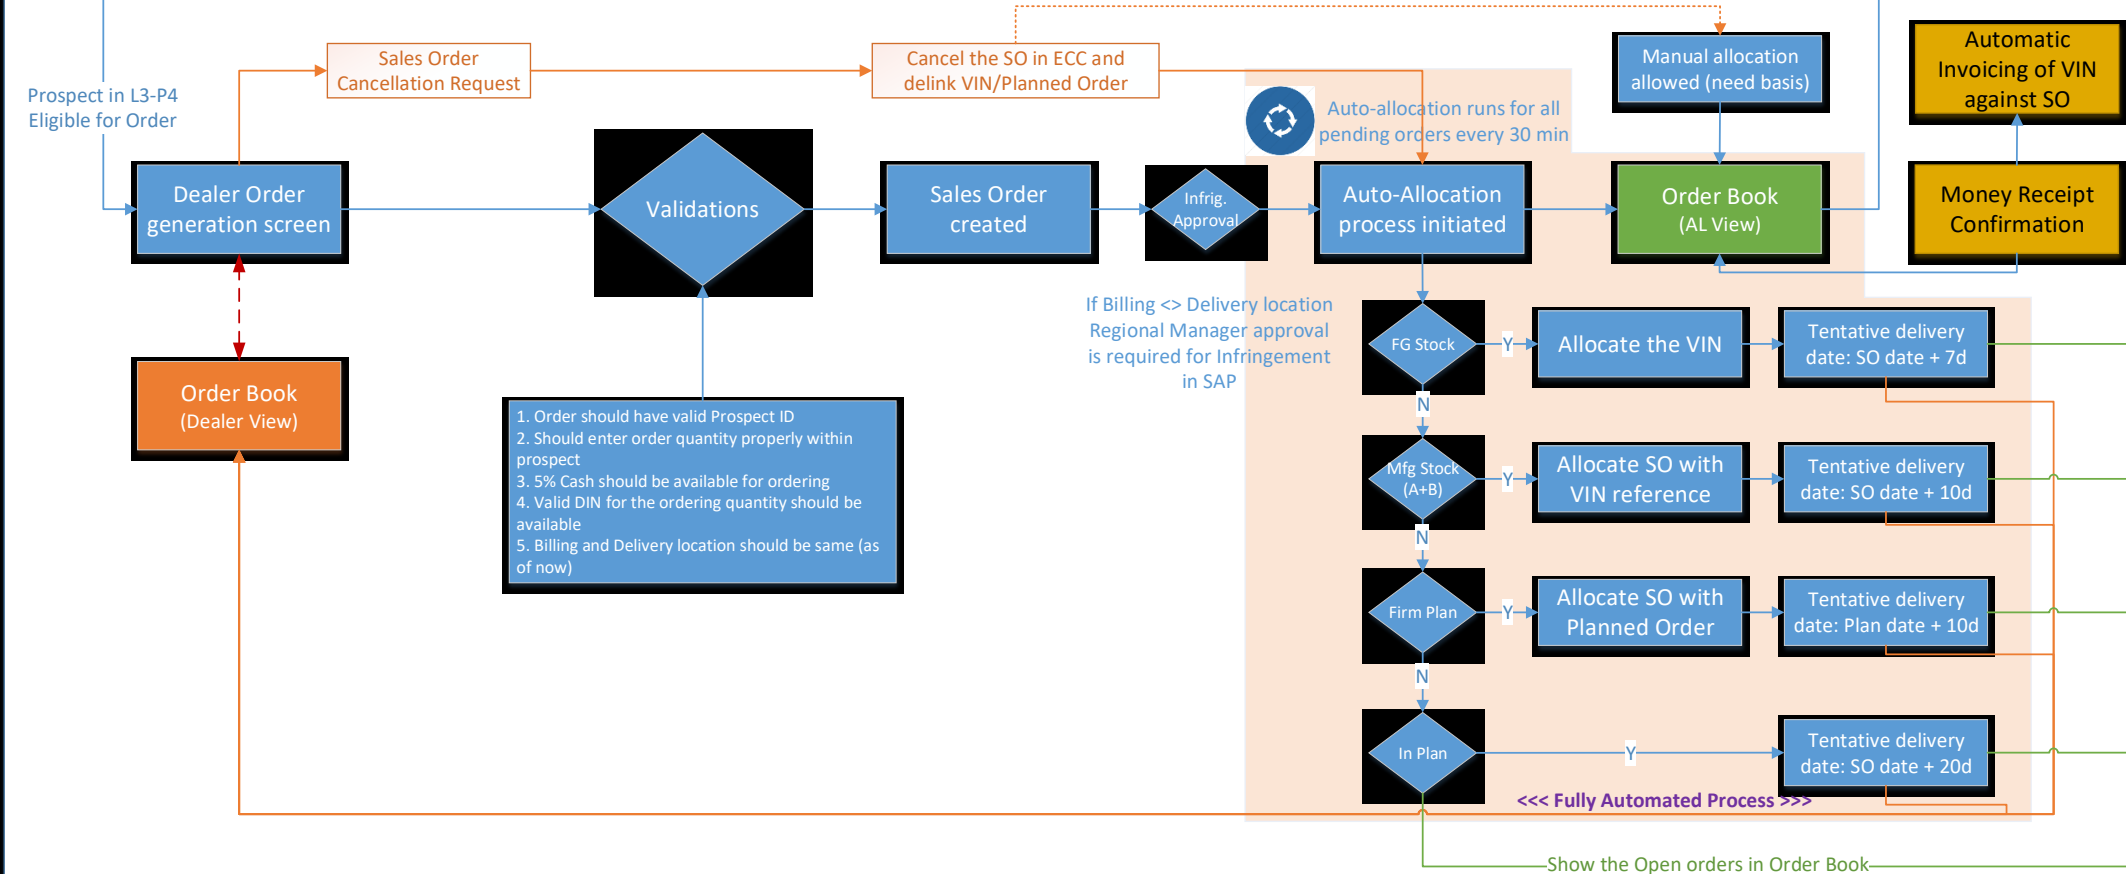 Sales Order
Cancellation Request
Cancel the SO in ECC and
delink VIN/Planned Order
Manual allocation
allowed (need basis)
Automatic
Invoicing of VIN
against SO
Prospect in L3-P4
Eligible for Order
Auto-allocation runs for all
pending orders every 30 min
Dealer Order
generation screen
Validations
Sales Order
created
Infrig.
Approval
Auto-Allocation
process initiated
Order Book
(AL View)
Money Receipt
Confirmation
If Billing <> Delivery location
Regional Manager approval
is required for Infringement
in SAP
FG Stock
Y
Allocate the VIN
Tentative delivery
date: SO date + 7d
N
Order Book
(Dealer View)
1. Order should have valid Prospect ID
2. Should enter order quantity properly within
prospect
3. 5% Cash should be available for ordering
4. Valid DIN for the ordering quantity should be
available
5. Billing and Delivery location should be same (as
of now)
Mfg Stock
(A+B)
Y
Allocate SO with
VIN reference
Tentative delivery
date: SO date + 10d
N
Firm Plan
Y
Allocate SO with
Planned Order
Tentative delivery
date: Plan date + 10d
N
In Plan
Y
Tentative delivery
date: SO date + 20d
<<< Fully Automated Process >>>
Show the Open orders in Order Book